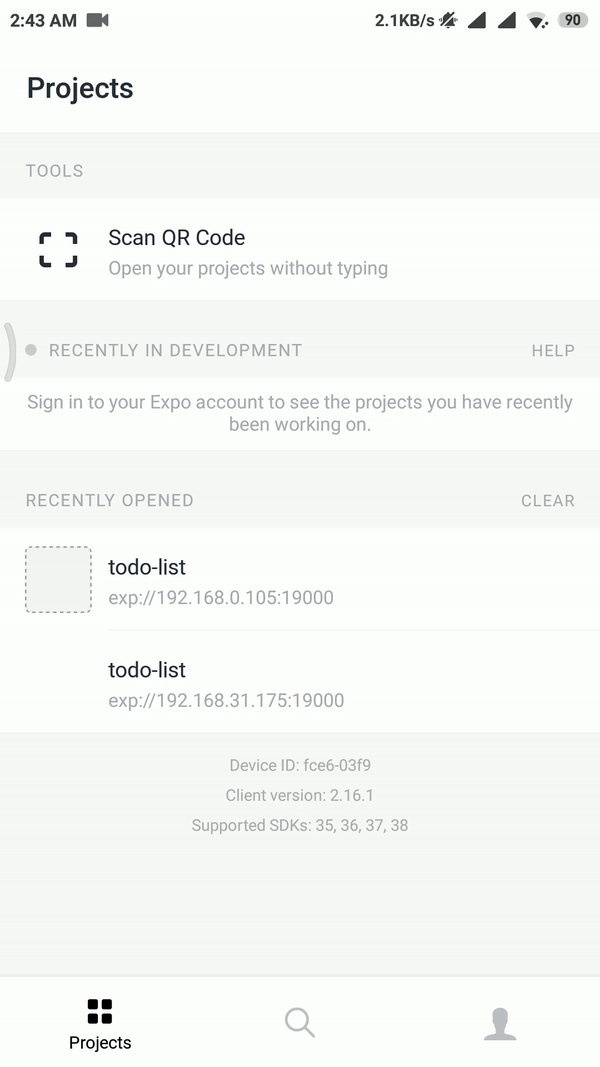 2:43 AM 2.1KB/s 90
Projects
TOOLS
Scan QR Code
Open your projects without typing
RECENTLY IN DEVELOPMENT HELP
Sign in to your Expo account to see the projects you have recently
been working on.
RECENTLY OPENED CLEAR
todo-list
exp://192.168.0.105:19000
todo-list
exp://192.168.31.175:19000
Device ID: fce6-03f9
Client version: 2.16.1
Supported SDKs: 35, 36, 37, 38
Projects